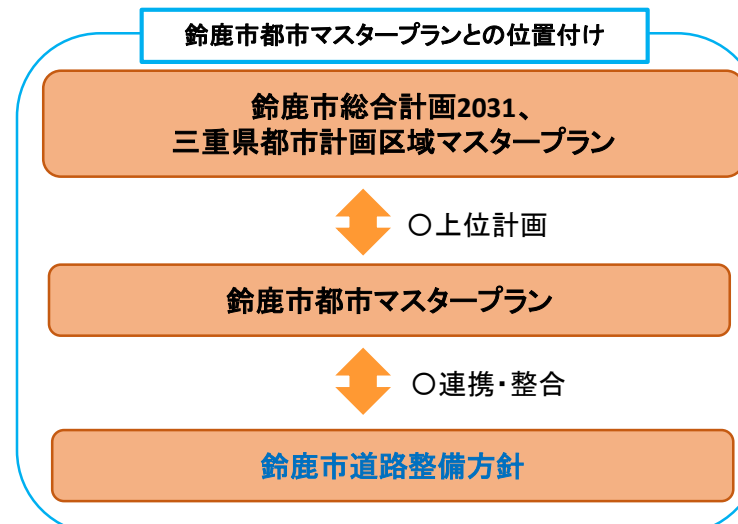 鈴鹿市都市マスタープランとの位置付け
鈴鹿市総合計画2031、
三重県都市計画区域マスタープラン
〇上位計画
鈴鹿市都市マスタープラン
〇連携・整合
鈴鹿市道路整備方針